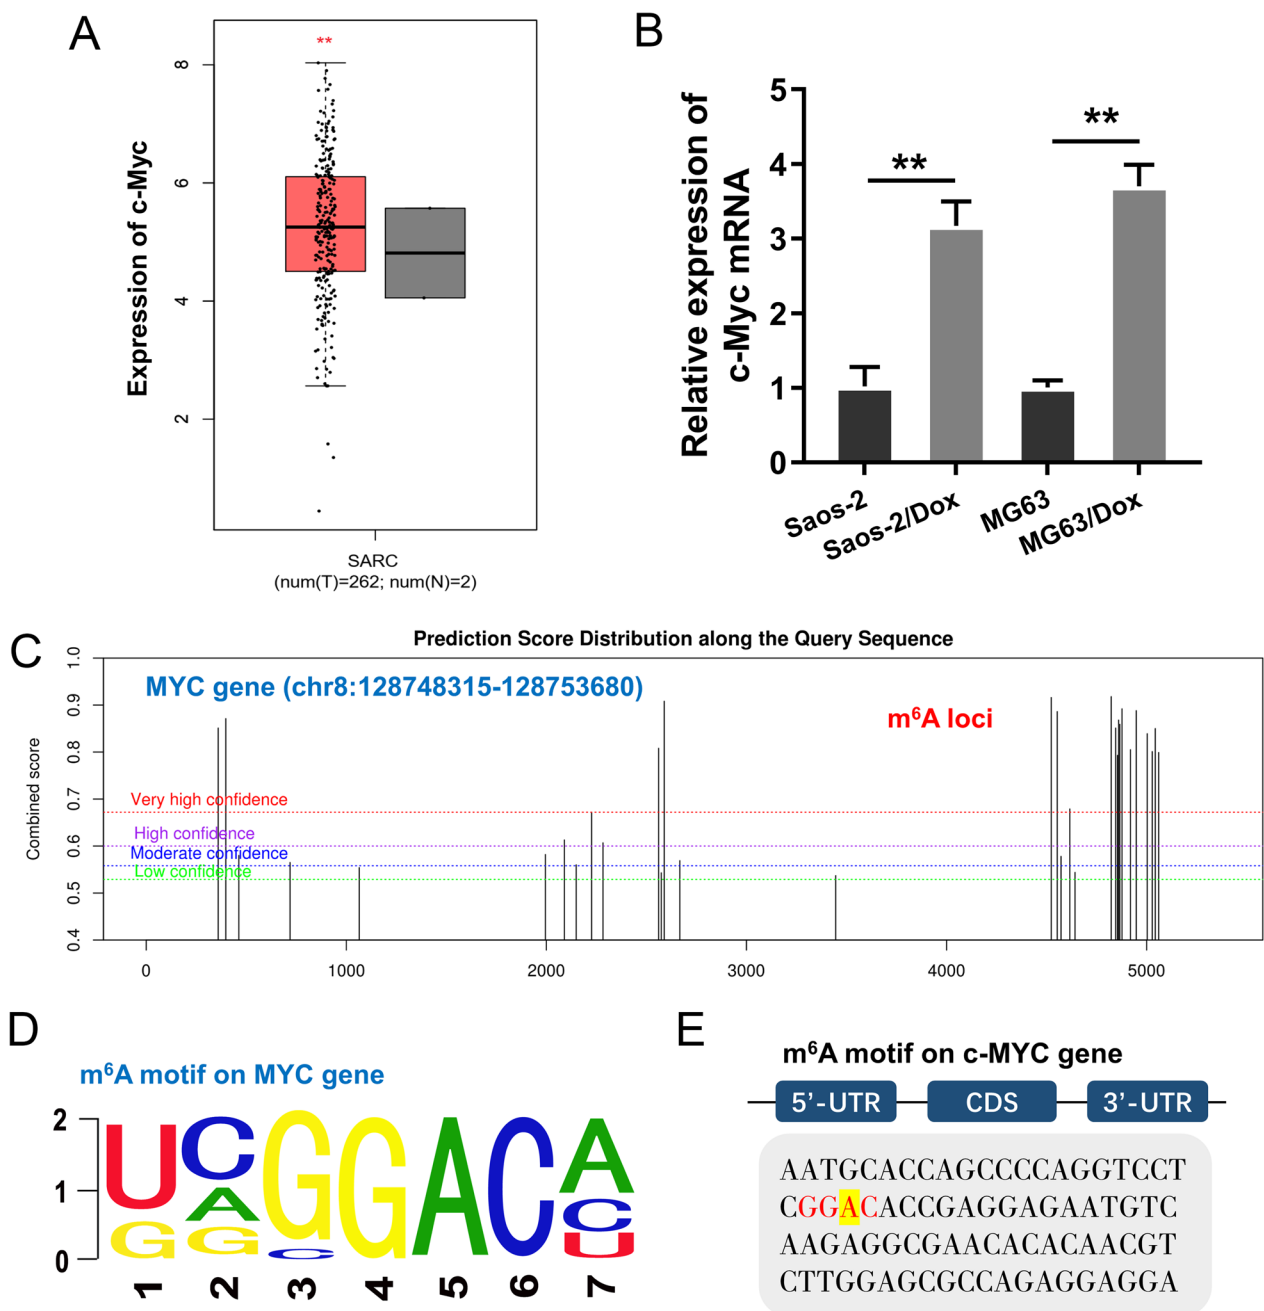 A
**
Expression of c-Myc
8
6
4
2
SARC
(num(T)=262; num(N)=2)
B
Relative expression of
c-Myc mRNA
5
4
3
2
1
0
**
**
Saos-2
Saos-2/Dox
MG63
MG63/Dox
C
Prediction Score Distribution along the Query Sequence
MYC gene (chr8:128748315-128753680)
m⁶A loci
Combined score
1.0
0.9
0.8
0.7
0.6
0.5
0.4
Very high confidence
High confidence
Moderate confidence
Low confidence
0
1000
2000
3000
4000
5000
D
m⁶A motif on MYC gene
2
1
0
U C G G A C A
A C
G G C U
1 2 3 4 5 6 7
E
m⁶A motif on c-MYC gene
5’-UTR CDS 3’-UTR
AATGCACCAGCCCCAGGTCCT
CGGACACCGAGGAGAATGTC
AAGAGGCGAACACACAACGT
CTTGGAGCGCCAGAGGAGGA